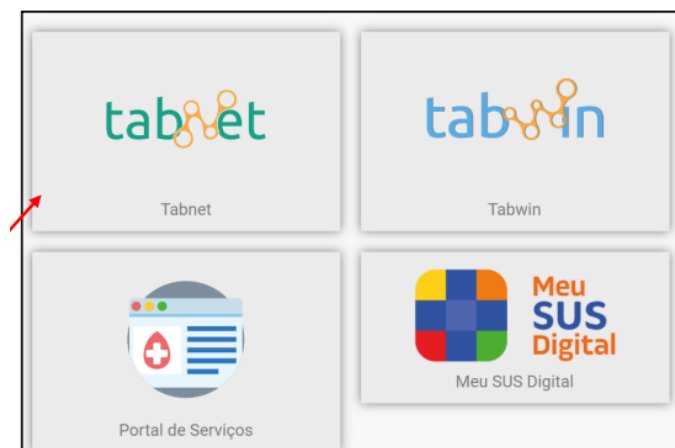 tabnet
Tabnet
tabwin
Tabwin
Portal de Serviços
Meu
SUS
Digital
Meu SUS Digital